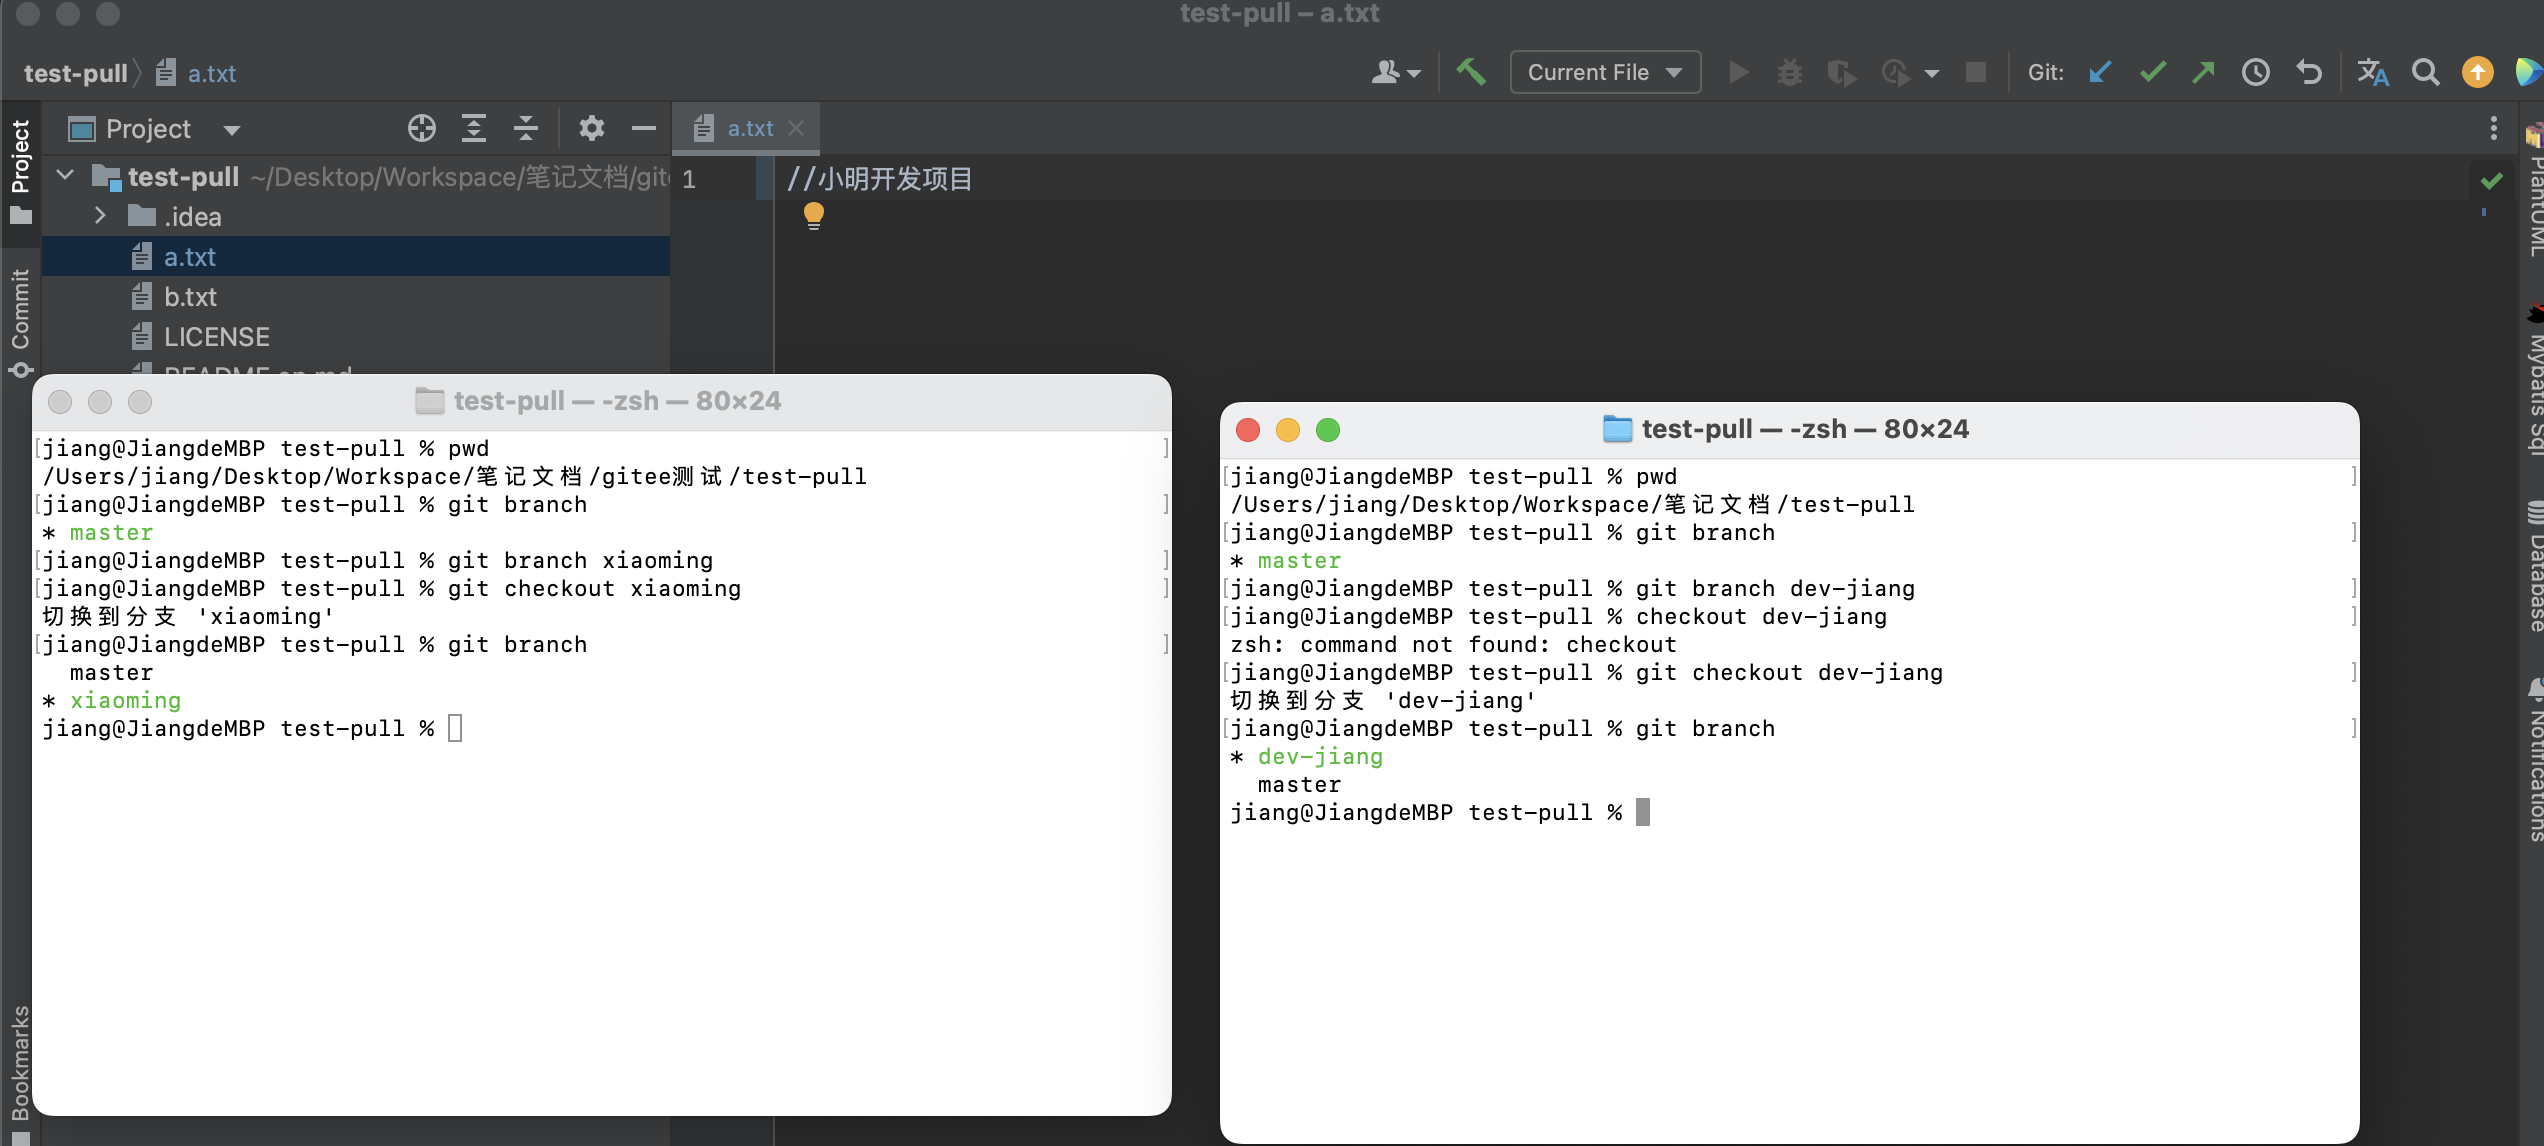 test-pull – a.txt
test-pull
a.txt
Current File
Git:
Project
Project
a.txt
PlantUML
test-pull ~/Desktop/Workspace/笔记文档/gite
1
//小明开发项目
.idea
a.txt
Commit
b.txt
LICENSE
Mybatis Sql
Database
Notifications
Bookmarks
test-pull — -zsh — 80×24
jiang@JiangdeMBP test-pull % pwd
/Users/jiang/Desktop/Workspace/笔记文档/gitee测试/test-pull
jiang@JiangdeMBP test-pull % git branch
* master
jiang@JiangdeMBP test-pull % git branch xiaoming
jiang@JiangdeMBP test-pull % git checkout xiaoming
切换到分支 'xiaoming'
jiang@JiangdeMBP test-pull % git branch
master
* xiaoming
jiang@JiangdeMBP test-pull %
test-pull — -zsh — 80×24
jiang@JiangdeMBP test-pull % pwd
/Users/jiang/Desktop/Workspace/笔记文档/test-pull
jiang@JiangdeMBP test-pull % git branch
* master
jiang@JiangdeMBP test-pull % git branch dev-jiang
jiang@JiangdeMBP test-pull % checkout dev-jiang
zsh: command not found: checkout
jiang@JiangdeMBP test-pull % git checkout dev-jiang
切换到分支 'dev-jiang'
jiang@JiangdeMBP test-pull % git branch
* dev-jiang
master
jiang@JiangdeMBP test-pull %